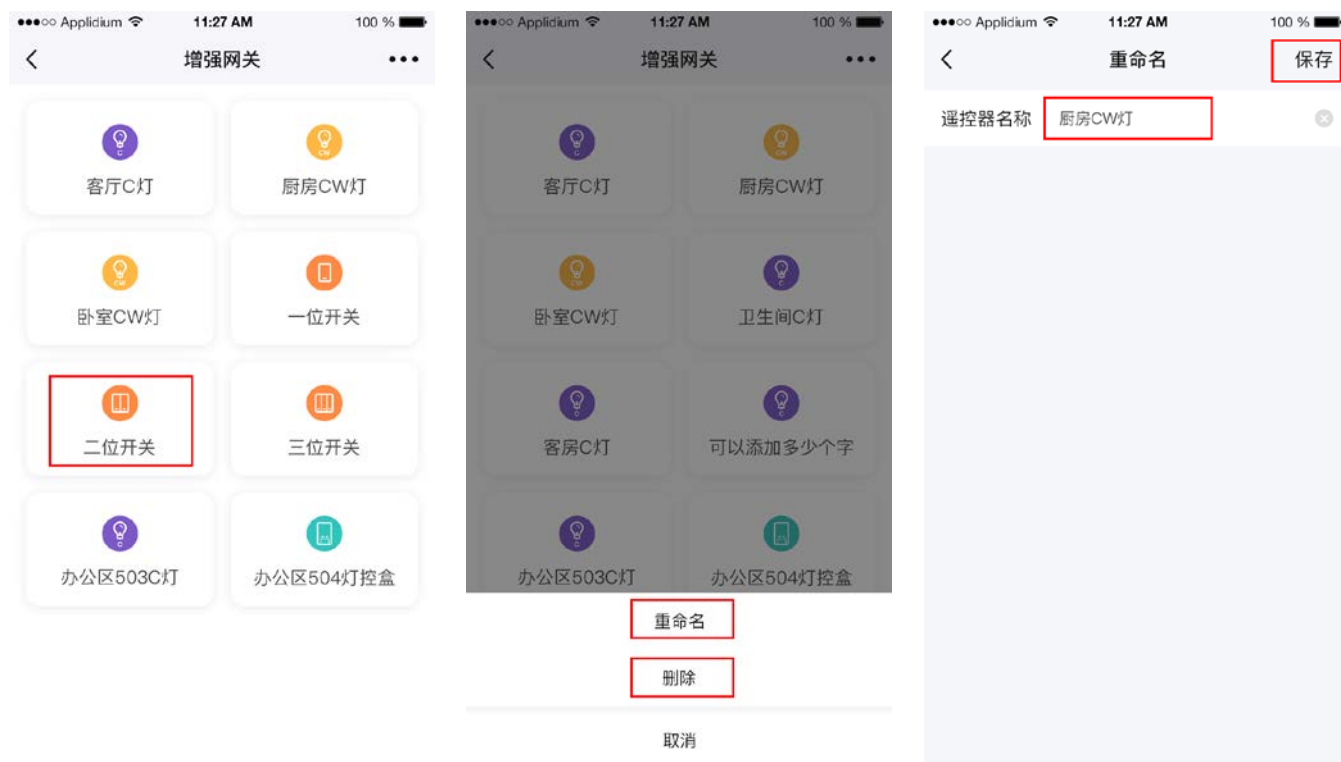 Applidium 11:27 AM 100 %
增强网关
C
客厅C灯
CW
厨房CW灯
CW
卧室CW灯
一位开关
二位开关
三位开关
C
办公区503C灯
办公区504灯控盒
Applidium 11:27 AM 100 %
增强网关
C
客厅C灯
CW
厨房CW灯
CW
卧室CW灯
C
卫生间C灯
C
客房C灯
C
可以添加多少个字
C
办公区503C灯
办公区504灯控盒
重命名
删除
取消
Applidium 11:27 AM 100 %
重命名 保存
遥控器名称 厨房CW灯